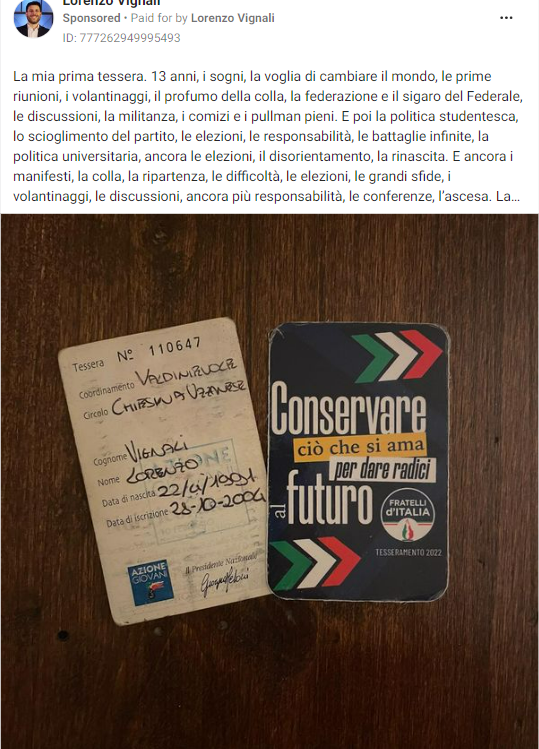 Lorenzo Vignali
Sponsored • Paid for by Lorenzo Vignali
ID: 777262949995493
La mia prima tessera. 13 anni, i sogni, la voglia di cambiare il mondo, le prime
riunioni, i volantinaggi, il profumo della colla, la federazione e il sigaro del Federale,
le discussioni, la militanza, i comizi e i pullman pieni. E poi la politica studentesca,
lo scioglimento del partito, le elezioni, le responsabilità, le battaglie infinite, la
politica universitaria, ancora le elezioni, il disorientamento, la rinascita. E ancora i
manifesti, la colla, la ripartenza, le difficoltà, le elezioni, le grandi sfide, i
volantinaggi, le discussioni, ancora più responsabilità, le conferenze, l'ascesa. La...
Tessera Nº 110647
Coordinamento VALDINIEVOLE
Circolo CHIESINA UZZANESE
Cognome VIGNALI
Nome LORENZO
Data di nascita 22/4/1991
Data di iscrizione 28-10-2004
AZIONE
GIOVANI
Il Presidente Nazionale
Conservare
ciò che si ama
per dare radici
al futuro
FRATELLI
d'ITALIA
TESSERAMENTO 2022